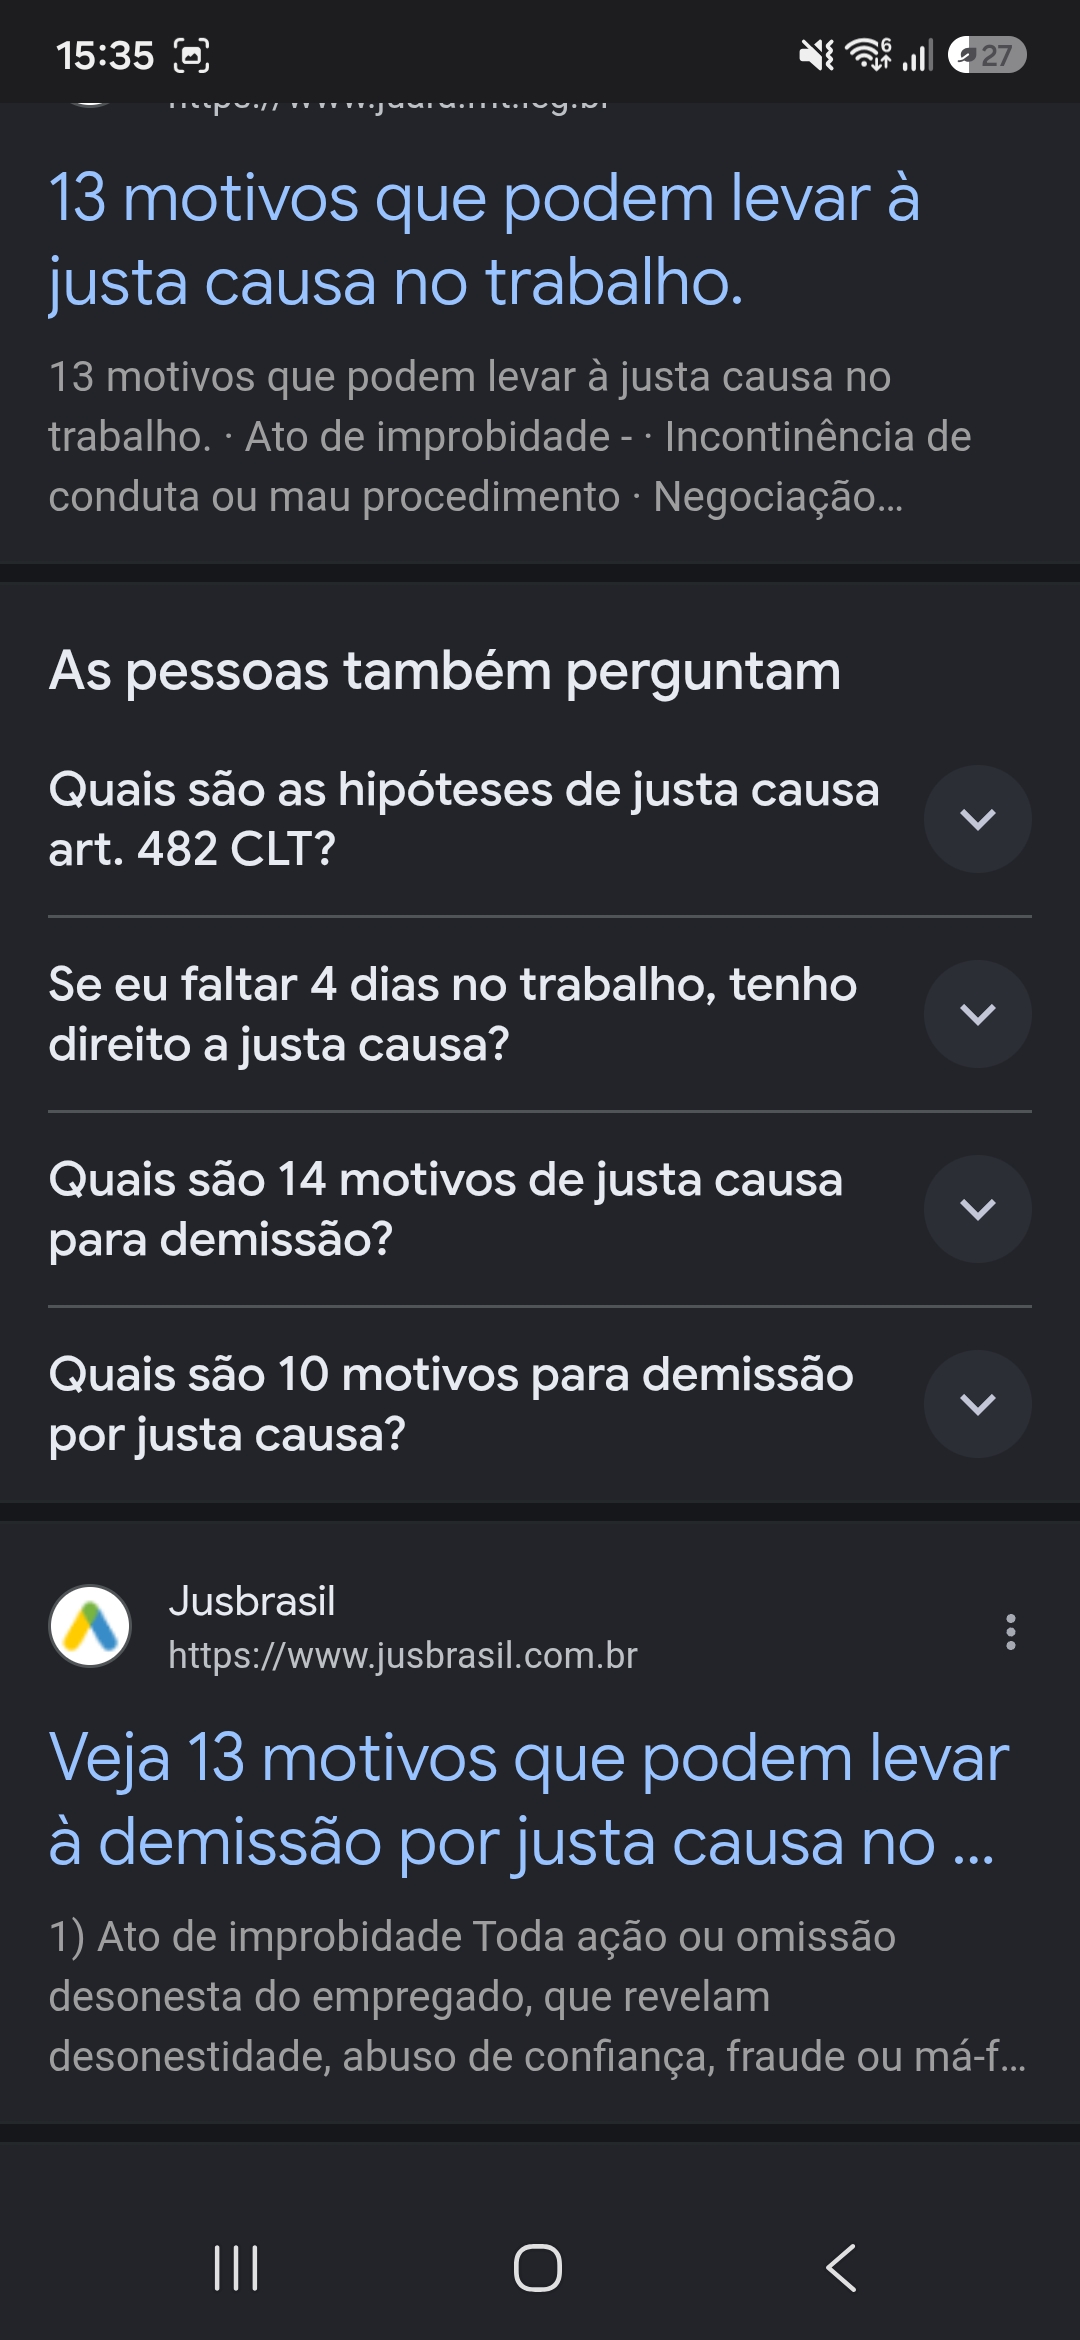 15:35
27
13 motivos que podem levar à
justa causa no trabalho.
13 motivos que podem levar à justa causa no
trabalho. · Ato de improbidade - · Incontinência de
conduta ou mau procedimento · Negociação...
As pessoas também perguntam
Quais são as hipóteses de justa causa
art. 482 CLT?
Se eu faltar 4 dias no trabalho, tenho
direito a justa causa?
Quais são 14 motivos de justa causa
para demissão?
Quais são 10 motivos para demissão
por justa causa?
Jusbrasil
https://www.jusbrasil.com.br
Veja 13 motivos que podem levar
à demissão por justa causa no ...
1) Ato de improbidade Toda ação ou omissão
desonesta do empregado, que revelam
desonestidade, abuso de confiança, fraude ou má-f...